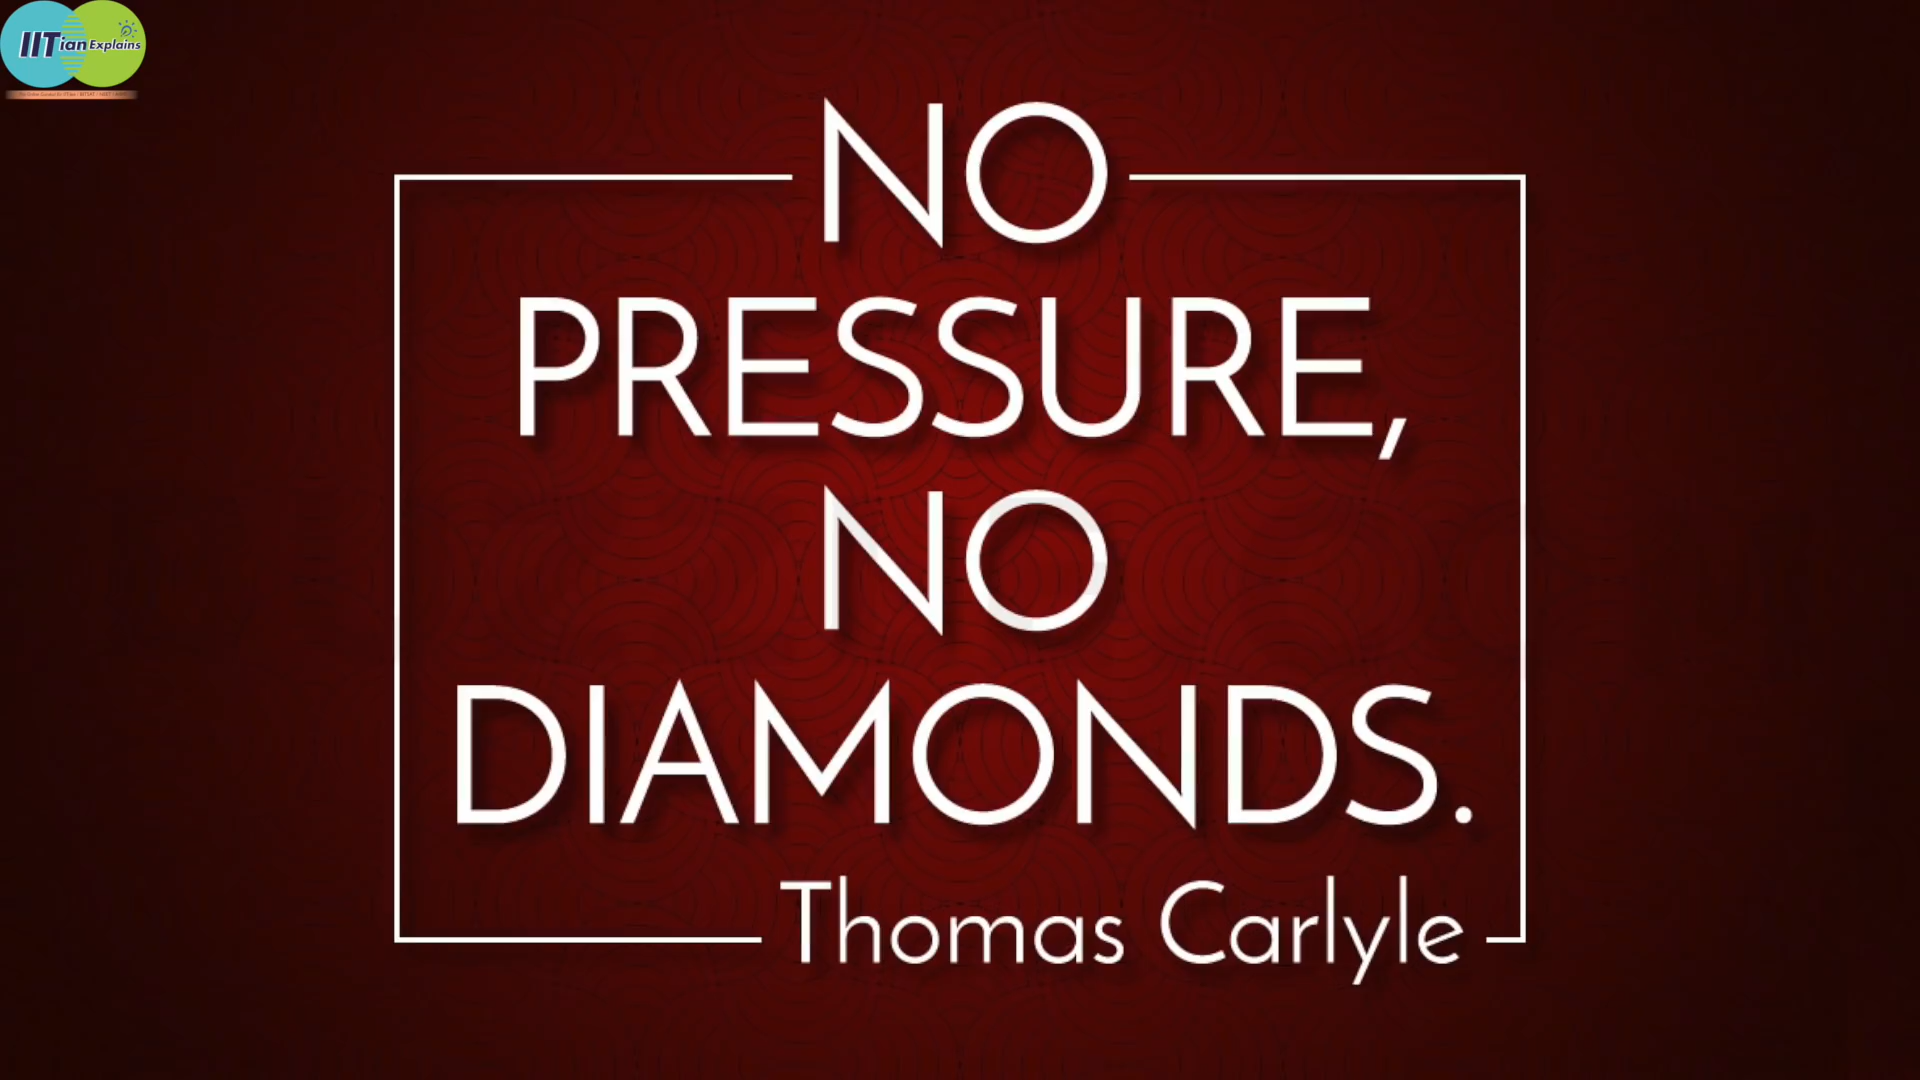 IITian Explains
NO
PRESSURE,
NO
DIAMONDS.
Thomas Carlyle